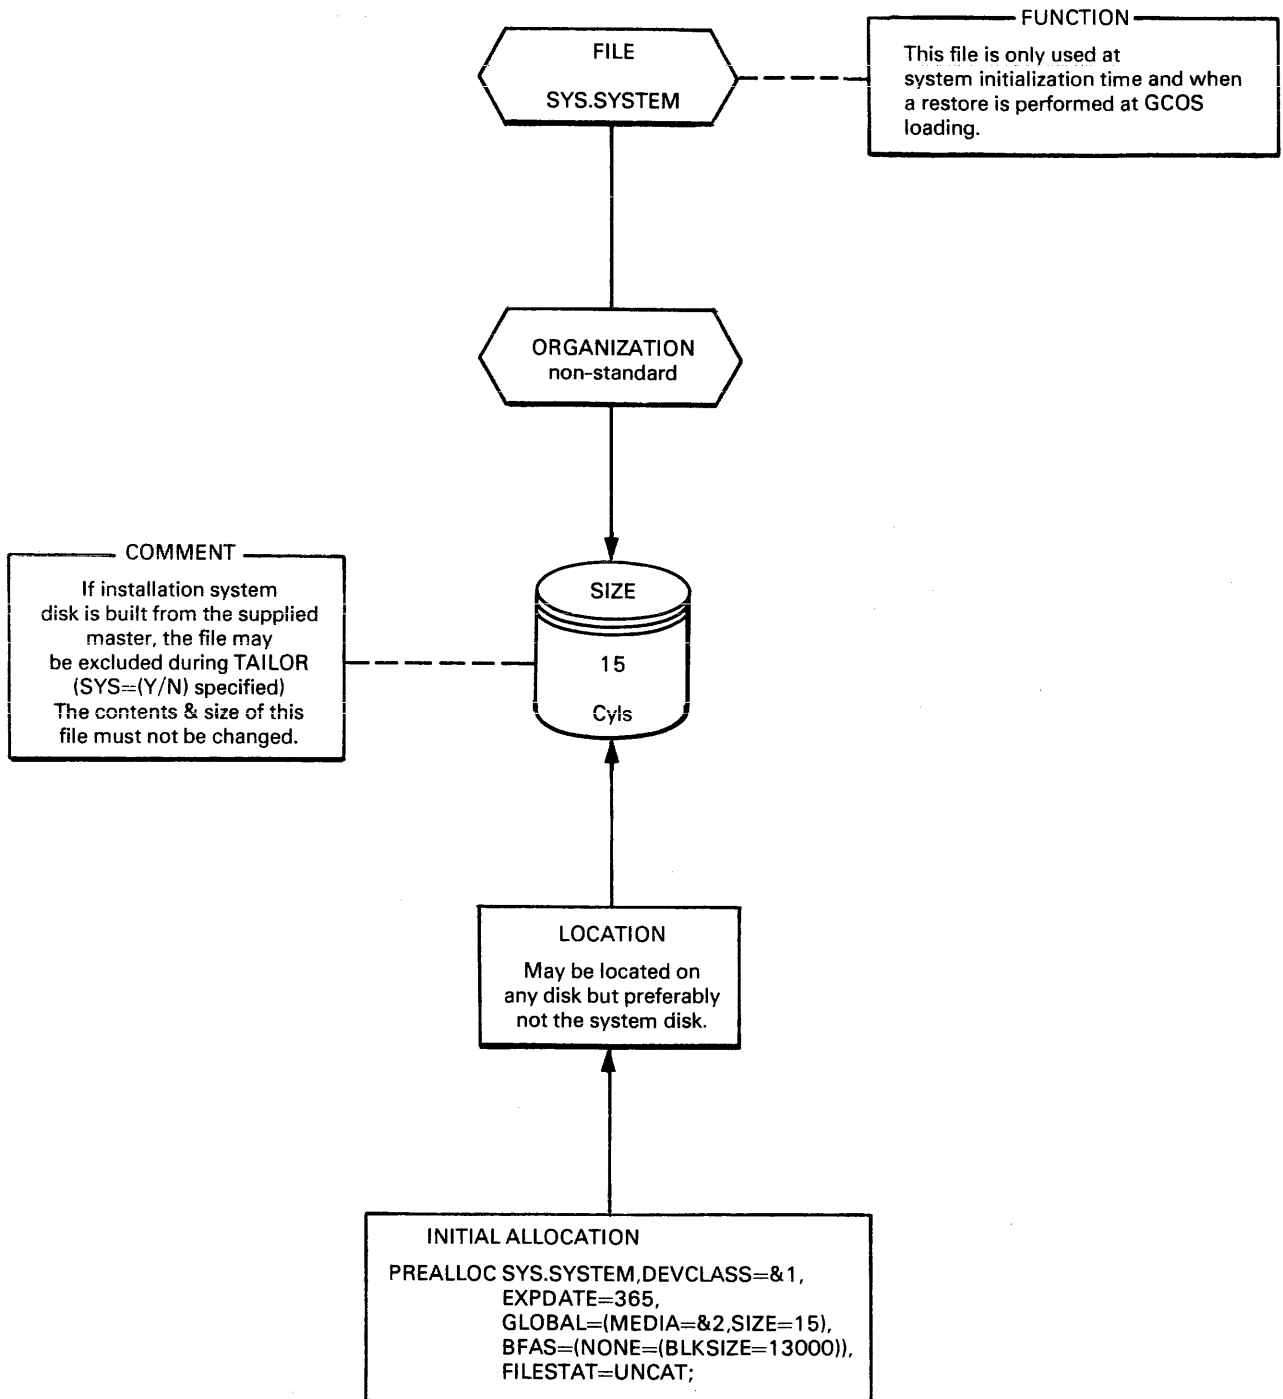 FILE
SYS.SYSTEM
FUNCTION
This file is only used at
system initialization time and when
a restore is performed at GCOS
loading.
ORGANIZATION
non-standard
COMMENT
If installation system
disk is built from the supplied
master, the file may
be excluded during TAILOR
(SYS=(Y/N) specified)
The contents & size of this
file must not be changed.
SIZE
15
Cyls
LOCATION
May be located on
any disk but preferably
not the system disk.
INITIAL ALLOCATION
PREALLOC SYS.SYSTEM,DEVCLASS=&1,
EXPDATE=365,
GLOBAL=(MEDIA=&2,SIZE=15),
BFAS=(NONE=(BLKSIZE=13000)),
FILESTAT=UNCAT;